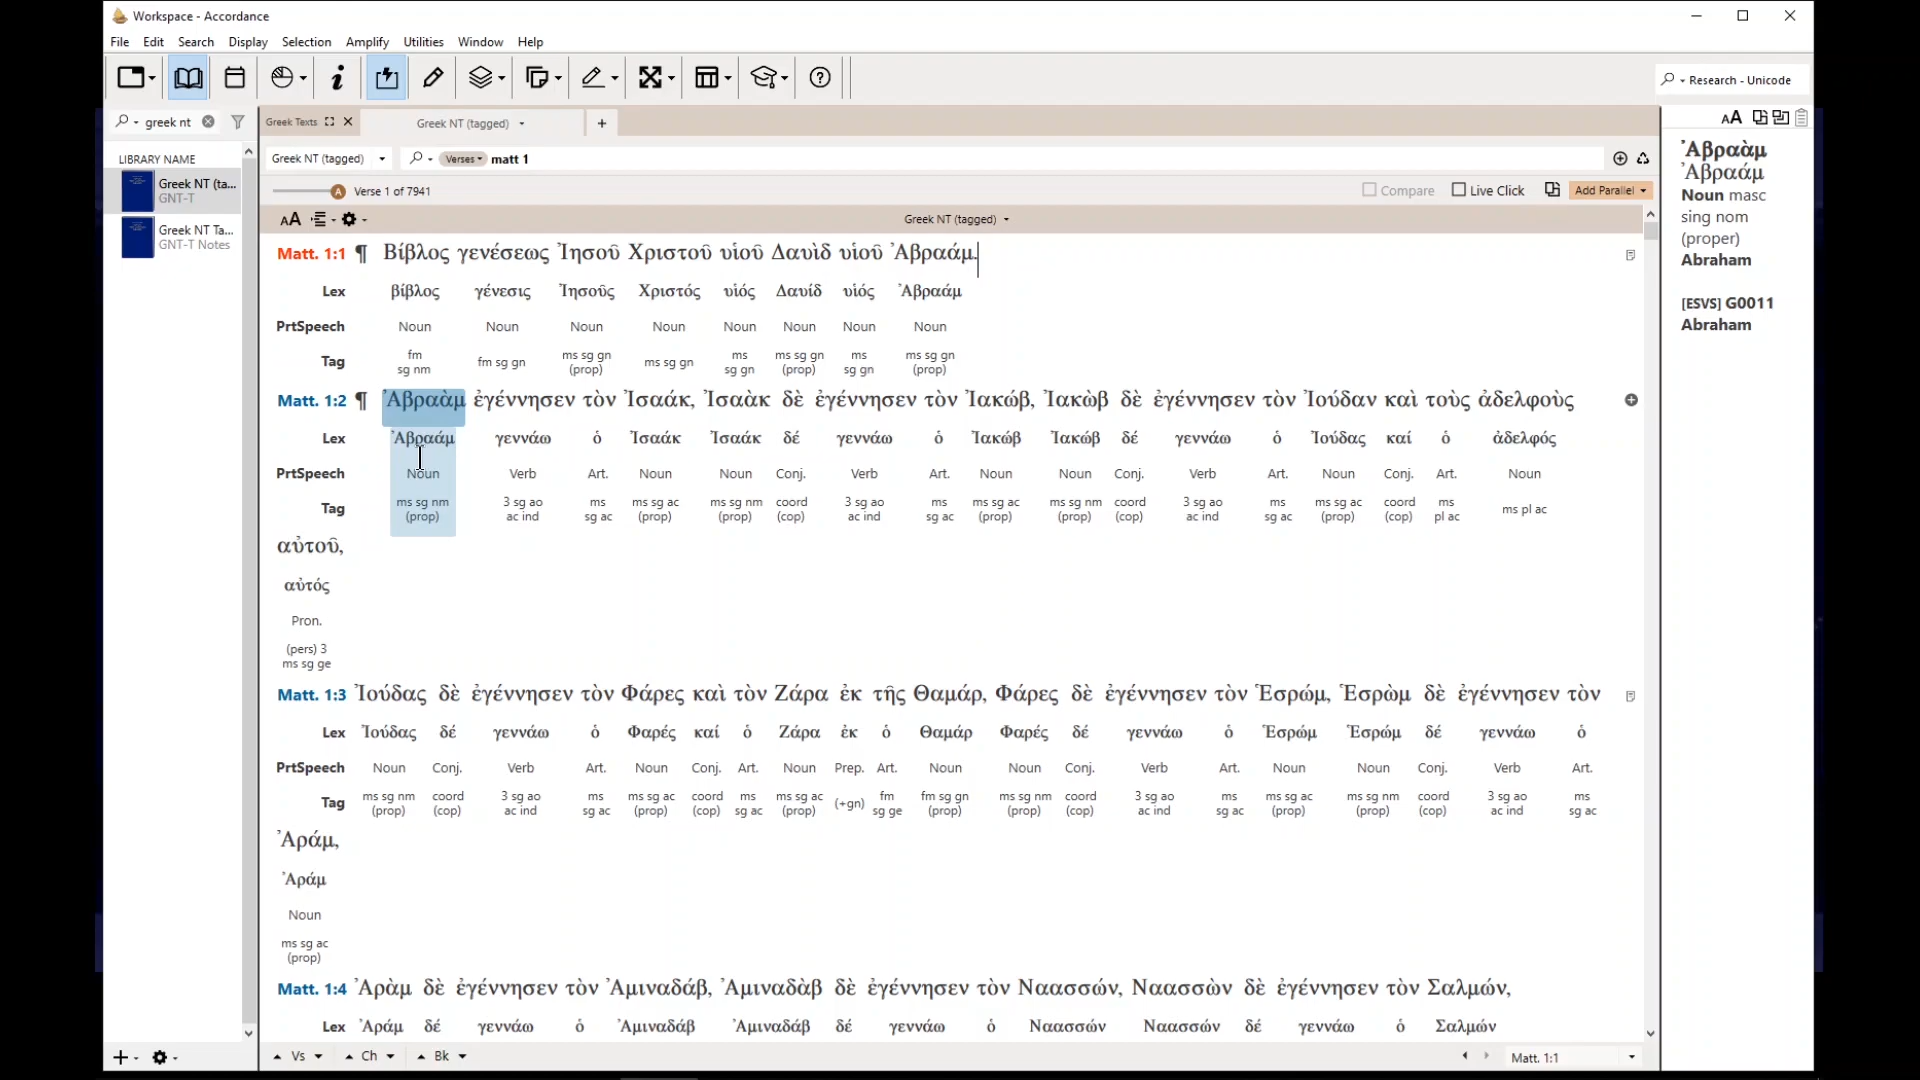 Workspace - Accordance
File Edit Search Display Selection Amplify Utilities Window Help
Research - Unicode
greek nt
Greek Texts
Greek NT (tagged)
LIBRARY NAME
Greek NT (ta...
GNT-T
Greek NT Ta...
GNT-T Notes
Greek NT (tagged) Verses matt 1
A Verse 1 of 7941 Compare Live Click Add Parallel
AA Greek NT (tagged)
Matt. 1:1 ¶ Βίβλος γενέσεως Ἰησοῦ Χριστοῦ υἱοῦ Δαυὶδ υἱοῦ Ἀβραάμ.
Lex βίβλος γένεσις Ἰησοῦς Χριστός υἱός Δαυίδ υἱός Ἀβραάμ
PrtSpeech Noun Noun Noun Noun Noun Noun Noun Noun
Tag fm sg nm fm sg gn ms sg gn (prop) ms sg gn ms sg gn ms sg gn (prop) ms sg gn ms sg gn (prop)
Matt. 1:2 ¶ Ἀβραὰμ ἐγέννησεν τὸν Ἰσαάκ, Ἰσαὰκ δὲ ἐγέννησεν τὸν Ἰακώβ, Ἰακὼβ δὲ ἐγέννησεν τὸν Ἰούδαν καὶ τοὺς ἀδελφοὺς
Lex Ἀβραάμ γεννάω ὁ Ἰσαάκ Ἰσαάκ δέ γεννάω ὁ Ἰακώβ Ἰακώβ δέ γεννάω ὁ Ἰούδας καί ὁ ἀδελφός
PrtSpeech Noun Verb Art. Noun Noun Conj. Verb Art. Noun Noun Conj. Verb Art. Noun Conj. Art. Noun
Tag ms sg nm (prop) 3 sg ao ac ind ms sg ac ms sg ac (prop) ms sg nm (prop) coord (cop) 3 sg ao ac ind ms sg ac ms sg ac (prop) ms sg nm (prop) coord (cop) 3 sg ao ac ind ms sg ac ms sg ac (prop) coord (cop) ms pl ac ms pl ac
αὐτοῦ,
αὐτός
Pron.
(pers) 3
ms sg ge
Matt. 1:3 Ἰούδας δὲ ἐγέννησεν τὸν Φάρες καὶ τὸν Ζάρα ἐκ τῆς Θαμάρ, Φάρες δὲ ἐγέννησεν τὸν Ἑσρώμ, Ἑσρὼμ δὲ ἐγέννησεν τὸν
Lex Ἰούδας δέ γεννάω ὁ Φαρές καί ὁ Ζάρα ἐκ ὁ Θαμάρ Φαρές δέ γεννάω ὁ Ἑσρώμ Ἑσρώμ δέ γεννάω ὁ
PrtSpeech Noun Conj. Verb Art. Noun Conj. Art. Noun Prep. Art. Noun Noun Conj. Verb Art. Noun Noun Conj. Verb Art.
Tag ms sg nm (prop) coord (cop) 3 sg ao ac ind ms sg ac ms sg ac (prop) coord (cop) ms sg ac ms sg ac (prop) (+gn) fm sg ge fm sg gn (prop) ms sg nm (prop) coord (cop) 3 sg ao ac ind ms sg ac ms sg ac (prop) ms sg nm (prop) coord (cop) 3 sg ao ac ind ms sg ac
Ἀράμ,
Ἀράμ
Noun
ms sg ac
(prop)
Matt. 1:4 Ἀρὰμ δὲ ἐγέννησεν τὸν Ἀμιναδάβ, Ἀμιναδὰβ δὲ ἐγέννησεν τὸν Ναασσών, Ναασσὼν δὲ ἐγέννησεν τὸν Σαλμών,
Lex Ἀράμ δέ γεννάω ὁ Ἀμιναδάβ Ἀμιναδάβ δέ γεννάω ὁ Ναασσών Ναασσών δέ γεννάω ὁ Σαλμών
Vs Ch Bk Matt. 1:1
AA
Ἀβραὰμ
Ἀβραάμ
Noun masc
sing nom
(proper)
Abraham
[ESVS] G0011
Abraham